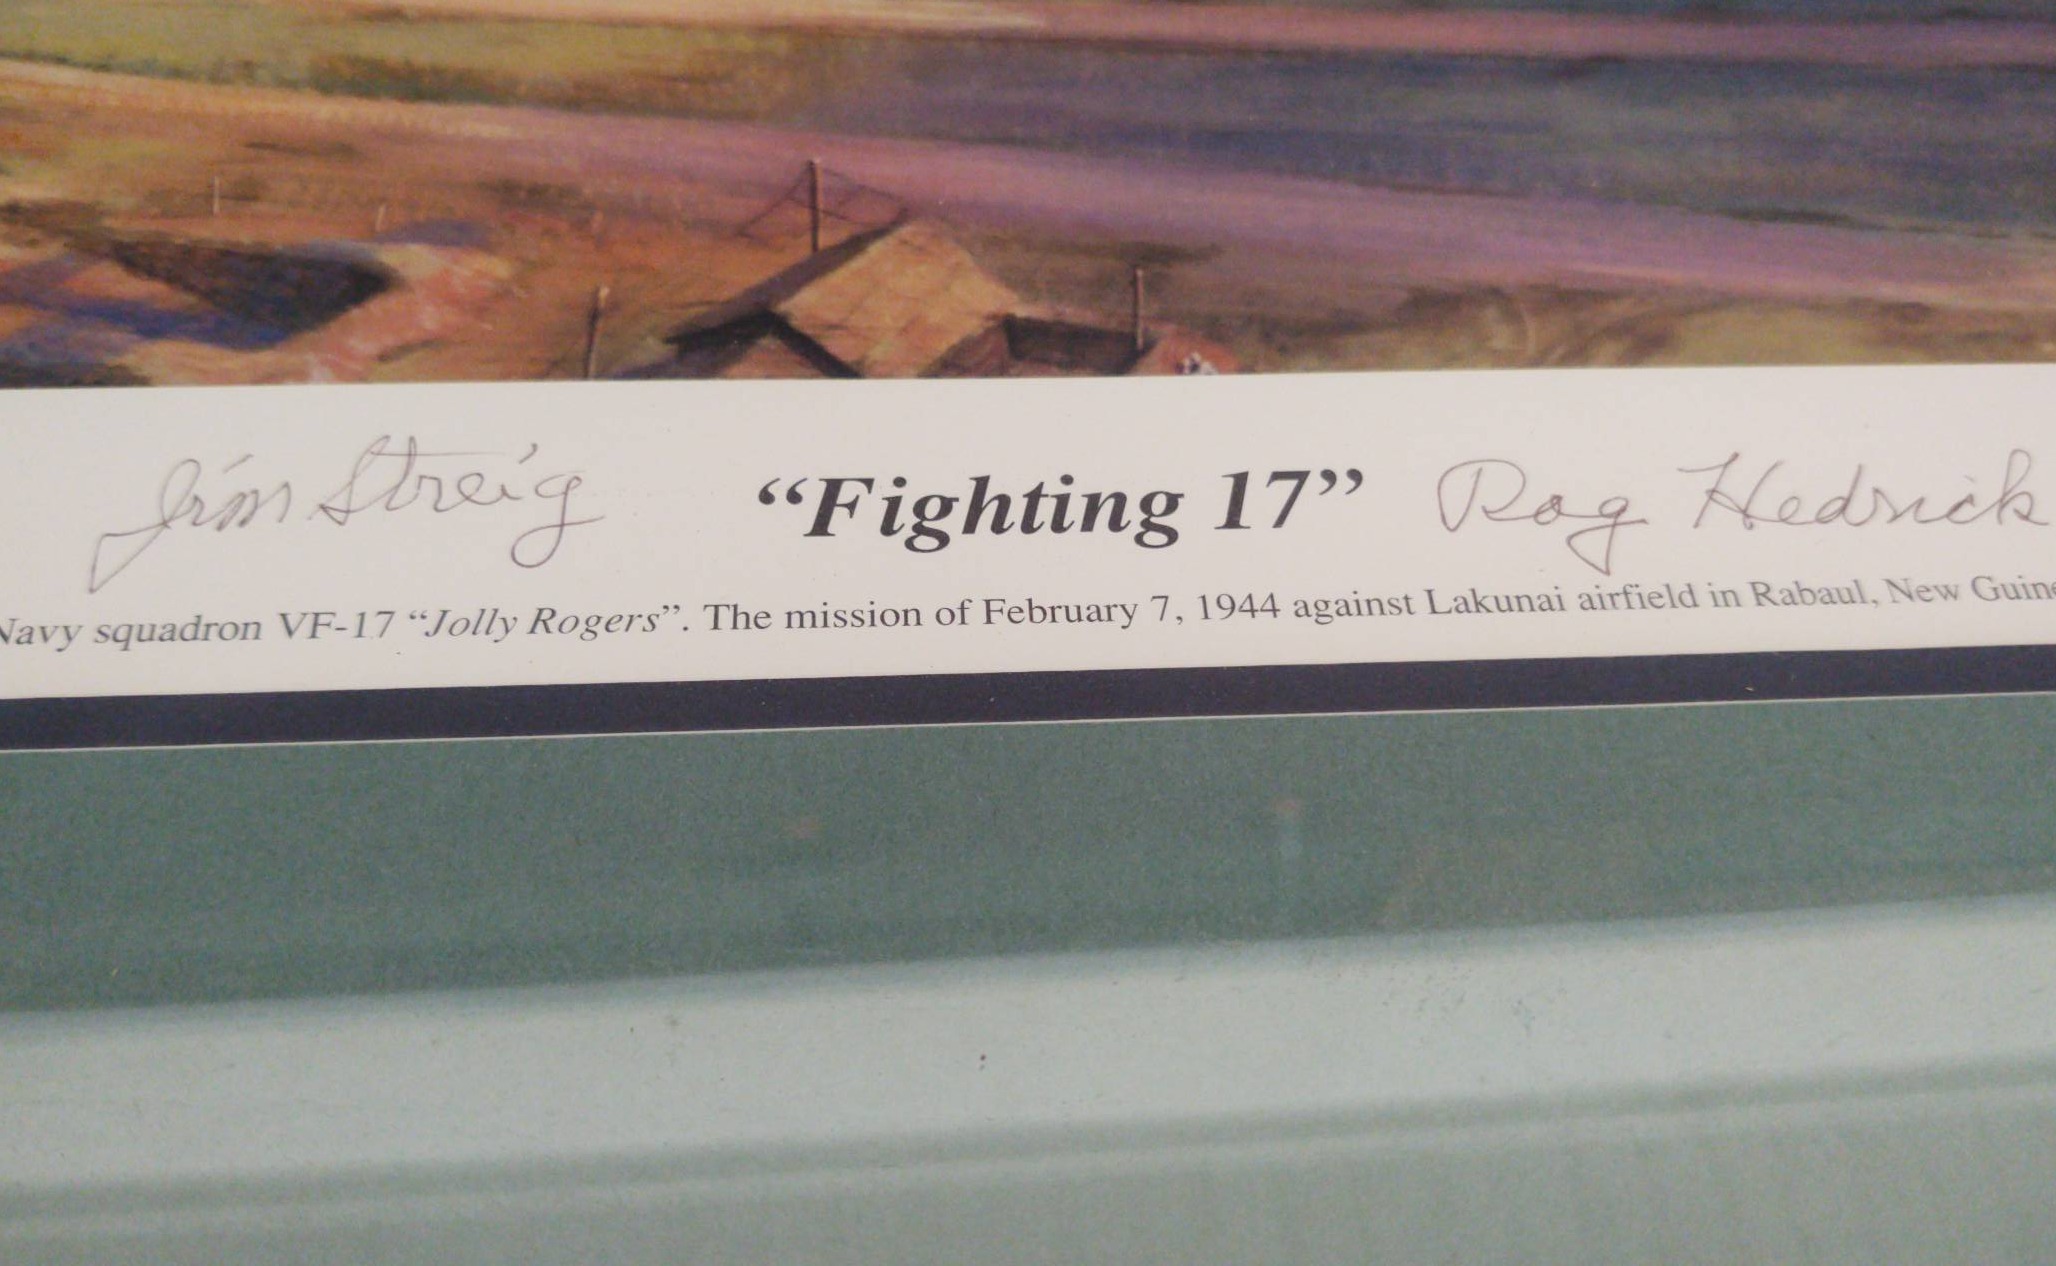 Jim Streig "Fighting 17" Rog Hedrick
Navy squadron VF-17 "Jolly Rogers". The mission of February 7, 1944 against Lakunai airfield in Rabaul, New Guine